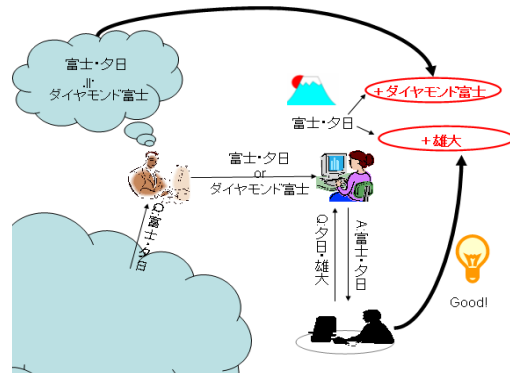 富士・夕日
.||・
ダイヤモンド富士
+ダイヤモンド富士
富士・夕日
+雄大
富士・夕日
or
ダイヤモンド富士
Q:富士・夕日
Q:夕日・雄大
A:富士・夕日
Good!